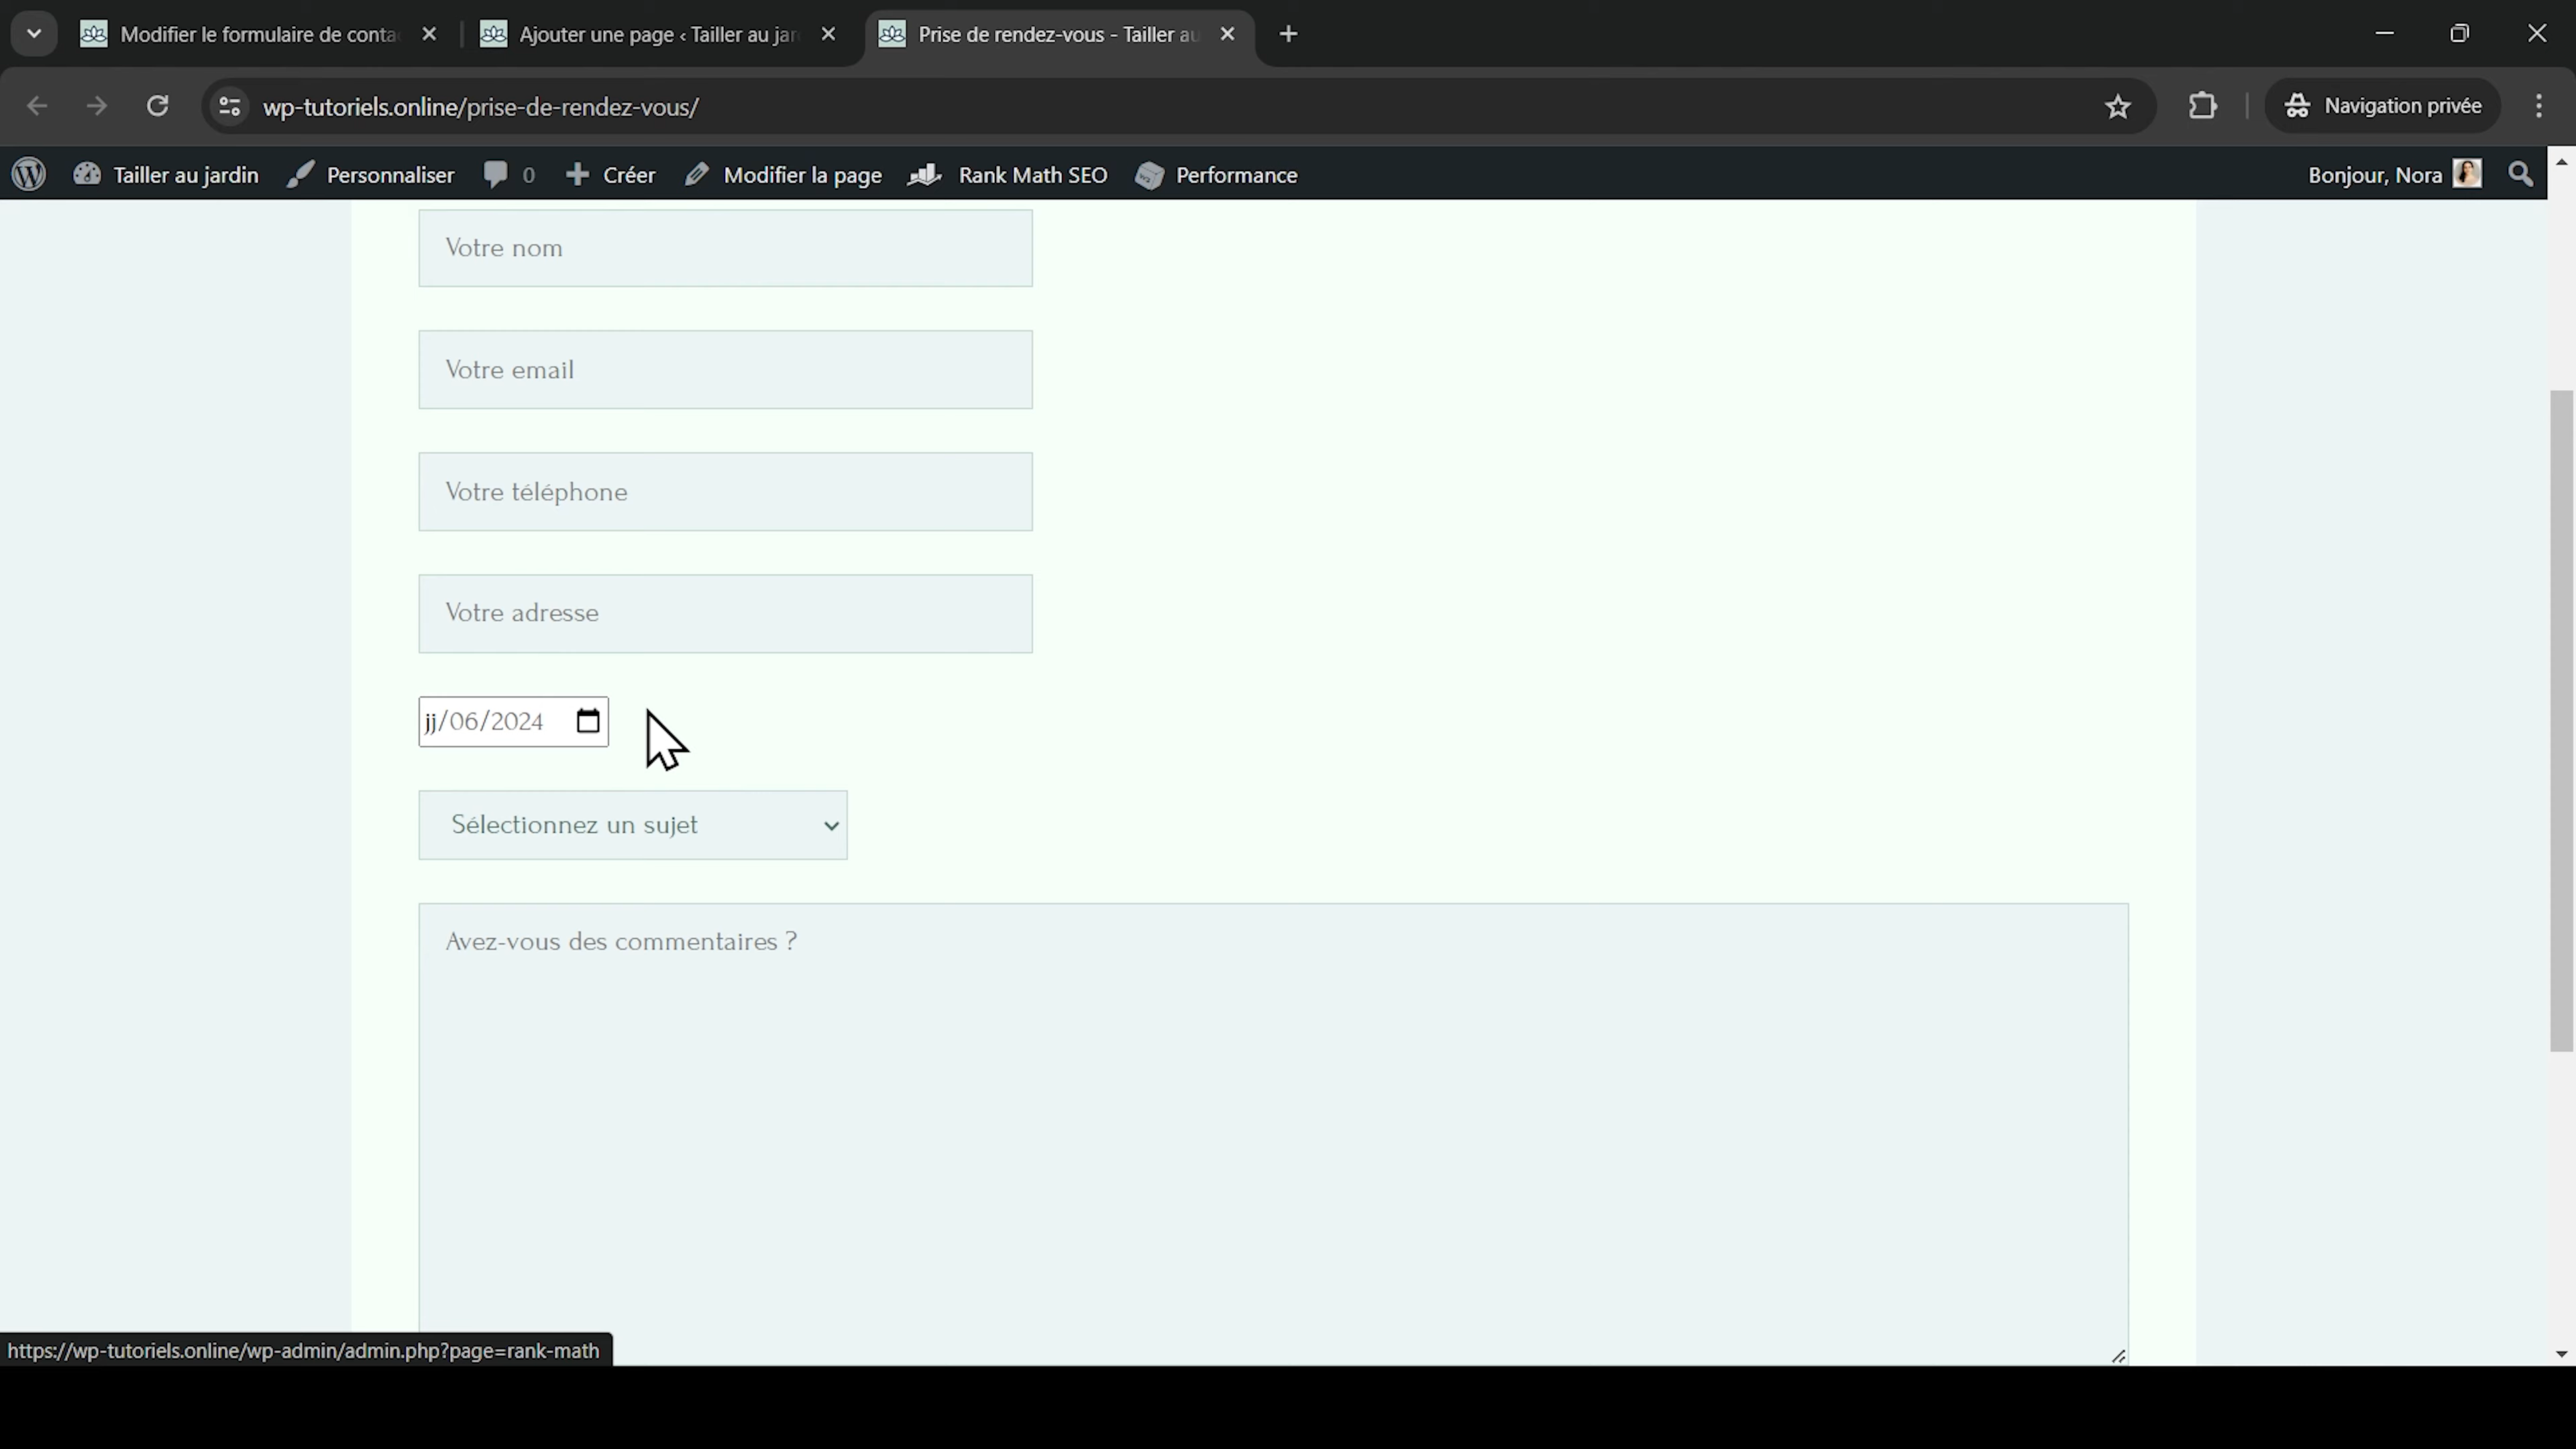 Modifier le formulaire de conta
Ajouter une page ‹ Tailler au jar
Prise de rendez-vous - Tailler au
wp-tutoriels.online/prise-de-rendez-vous/
Navigation privée
Tailler au jardin
Personnaliser
0
Créer
Modifier la page
Rank Math SEO
Performance
Bonjour, Nora
Votre nom
Votre email
Votre téléphone
Votre adresse
jj/06/2024
Sélectionnez un sujet
Avez-vous des commentaires ?
https://wp-tutoriels.online/wp-admin/admin.php?page=rank-math